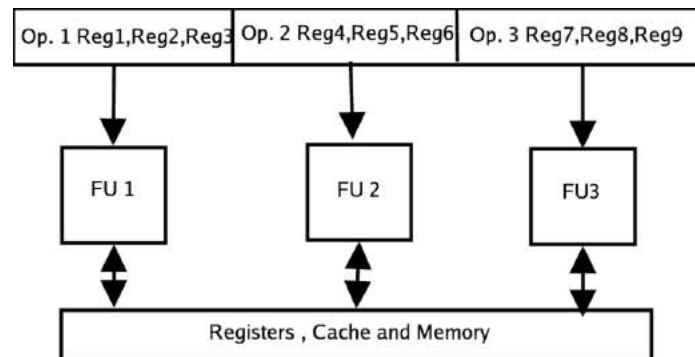 Op. 1 Reg1,Reg2,Reg3 Op. 2 Reg4,Reg5,Reg6 Op. 3 Reg7,Reg8,Reg9
FU 1 FU 2 FU3
Registers , Cache and Memory